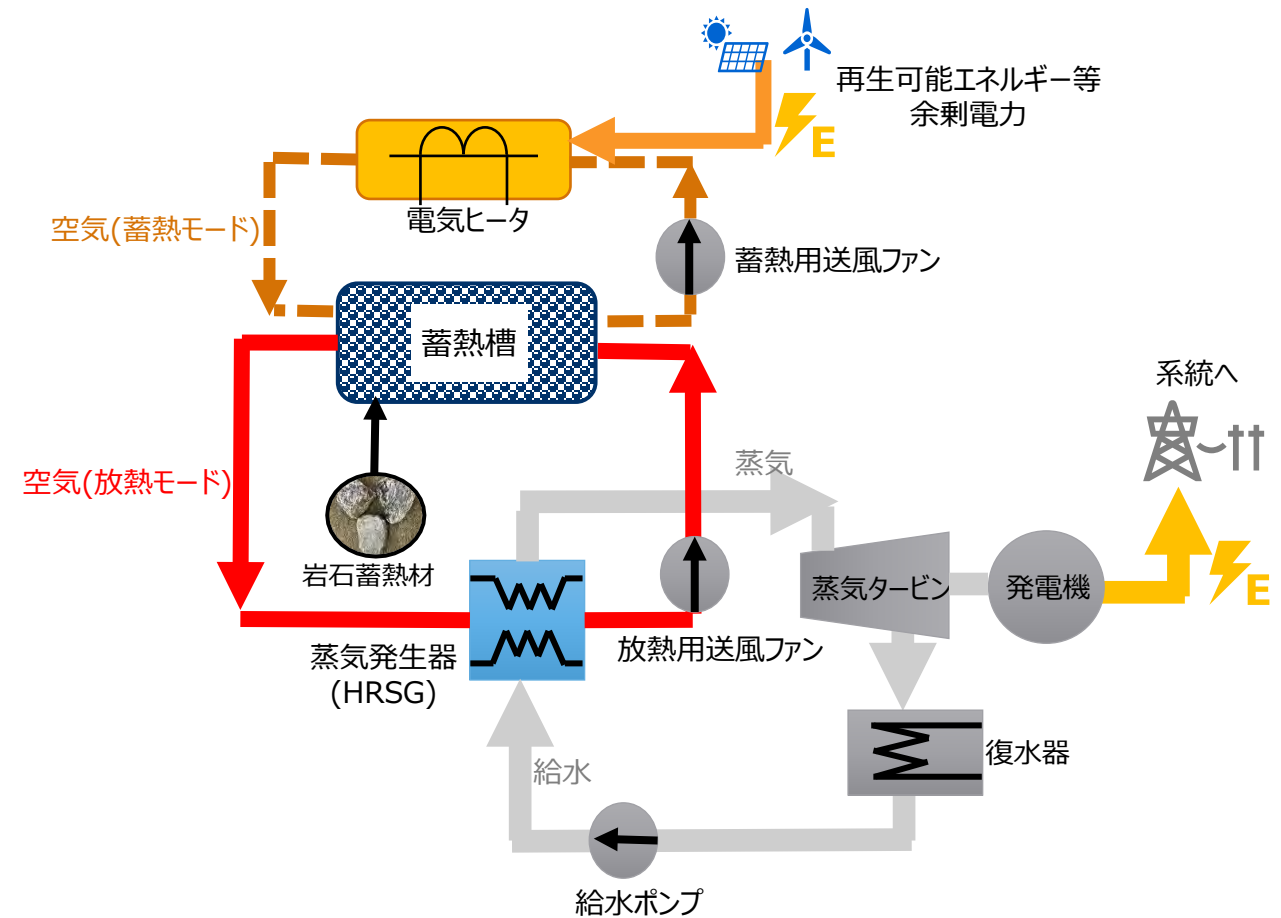 再生可能エネルギー等
余剰電力
E
電気ヒータ
空気(蓄熱モード)
蓄熱用送風ファン
蓄熱槽
系統へ
蒸気
空気(放熱モード)
岩石蓄熱材
蒸気タービン
発電機
E
放熱用送風ファン
蒸気発生器
(HRSG)
復水器
給水
給水ポンプ